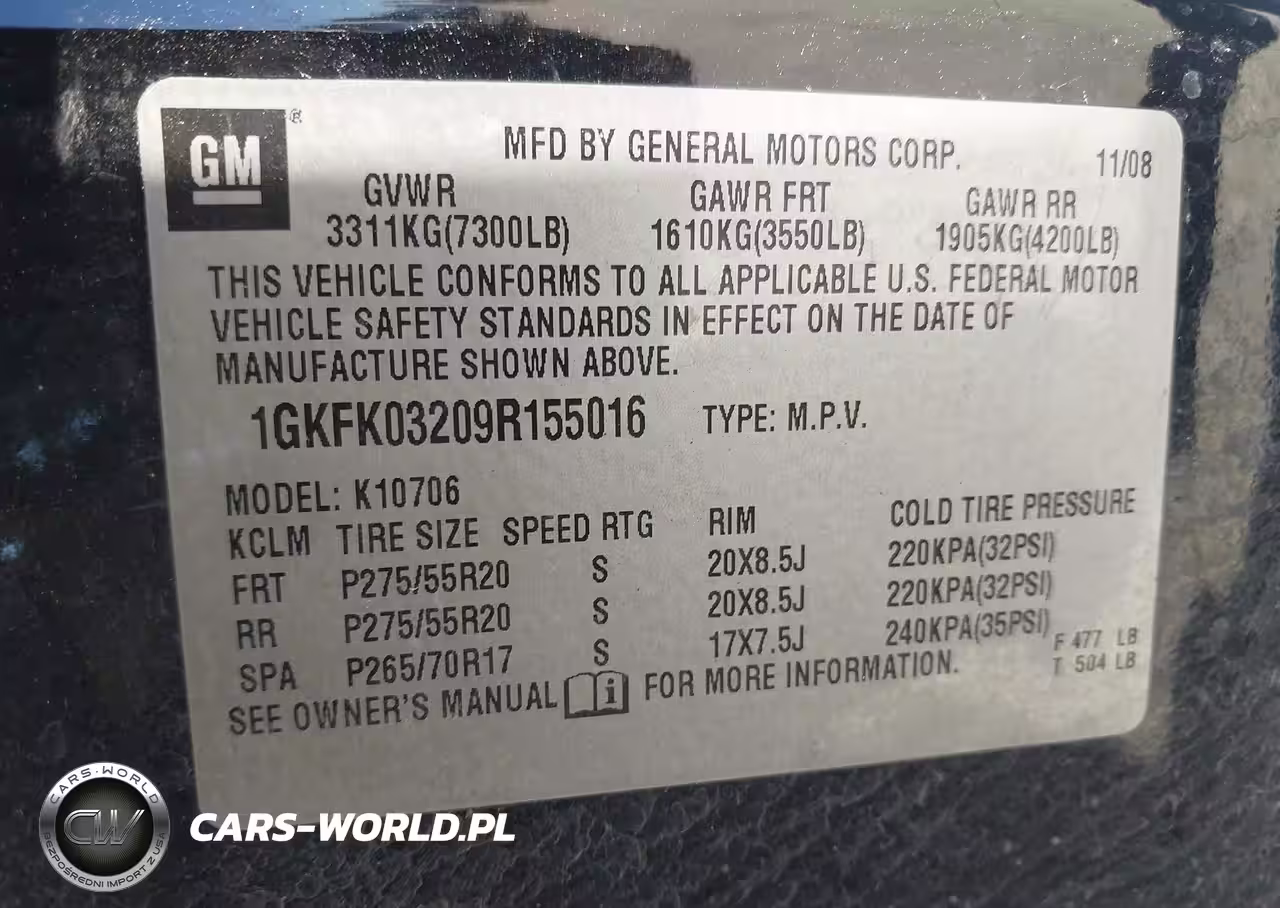 GM ®
MFD BY GENERAL MOTORS CORP. 11/08
GVWR GAWR FRT GAWR RR
3311KG(7300LB) 1610KG(3550LB) 1905KG(4200LB)
THIS VEHICLE CONFORMS TO ALL APPLICABLE U.S. FEDERAL MOTOR
VEHICLE SAFETY STANDARDS IN EFFECT ON THE DATE OF
MANUFACTURE SHOWN ABOVE.
1GKFK03209R155016 TYPE: M.P.V.
MODEL: K10706
KCLM TIRE SIZE SPEED RTG RIM COLD TIRE PRESSURE
FRT P275/55R20 S 20X8.5J 220KPA(32PSI)
RR P275/55R20 S 20X8.5J 220KPA(32PSI)
SPA P265/70R17 S 17X7.5J 240KPA(35PSI)
F 477 LB
T 504 LB
SEE OWNER'S MANUAL i FOR MORE INFORMATION.
CARS-WORLD
CW
BEZPOŚREDNI IMPORT Z USA
CARS-WORLD.PL